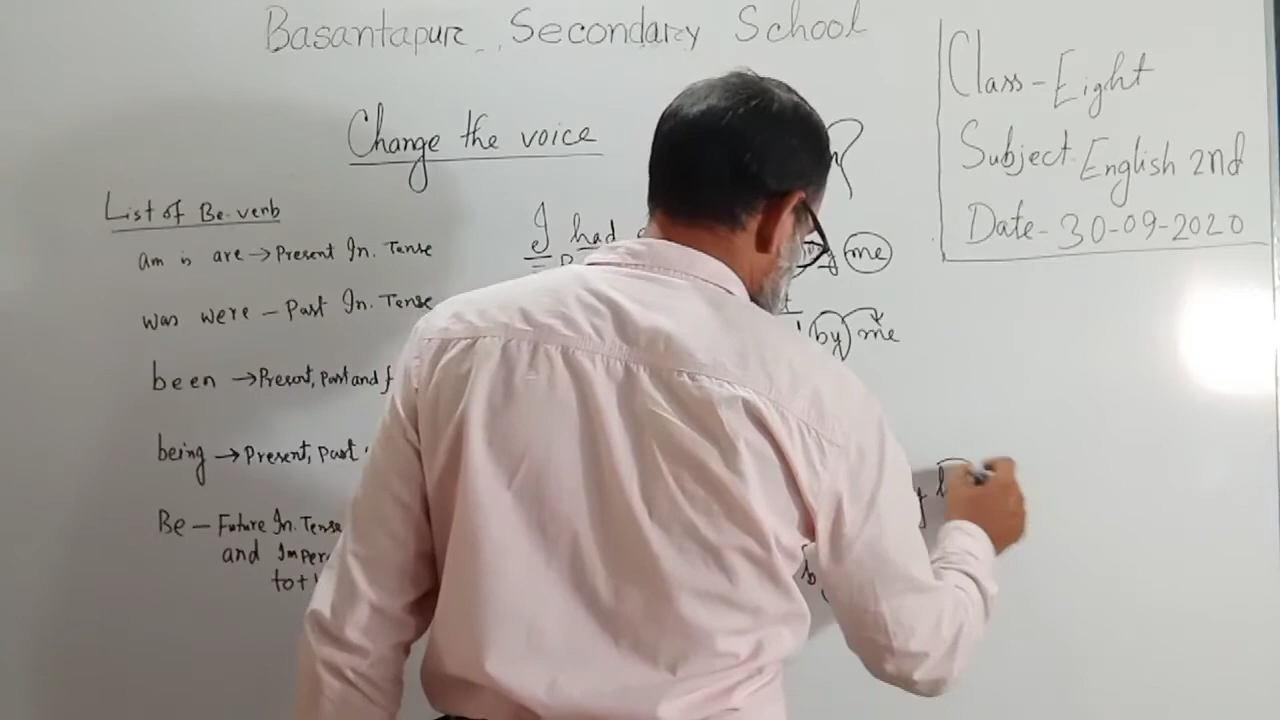 Basantapur Secondary School
Class-Eight
Subject. English 2nd
Date- 30-09-2020
Change the voice
List of Be-verb
am is are → Present In. Tense
was were - Past In. Tense
been → Present, Past and f
being → Present, Past
Be - Future In. Tense
and Imper
I had
me
by me